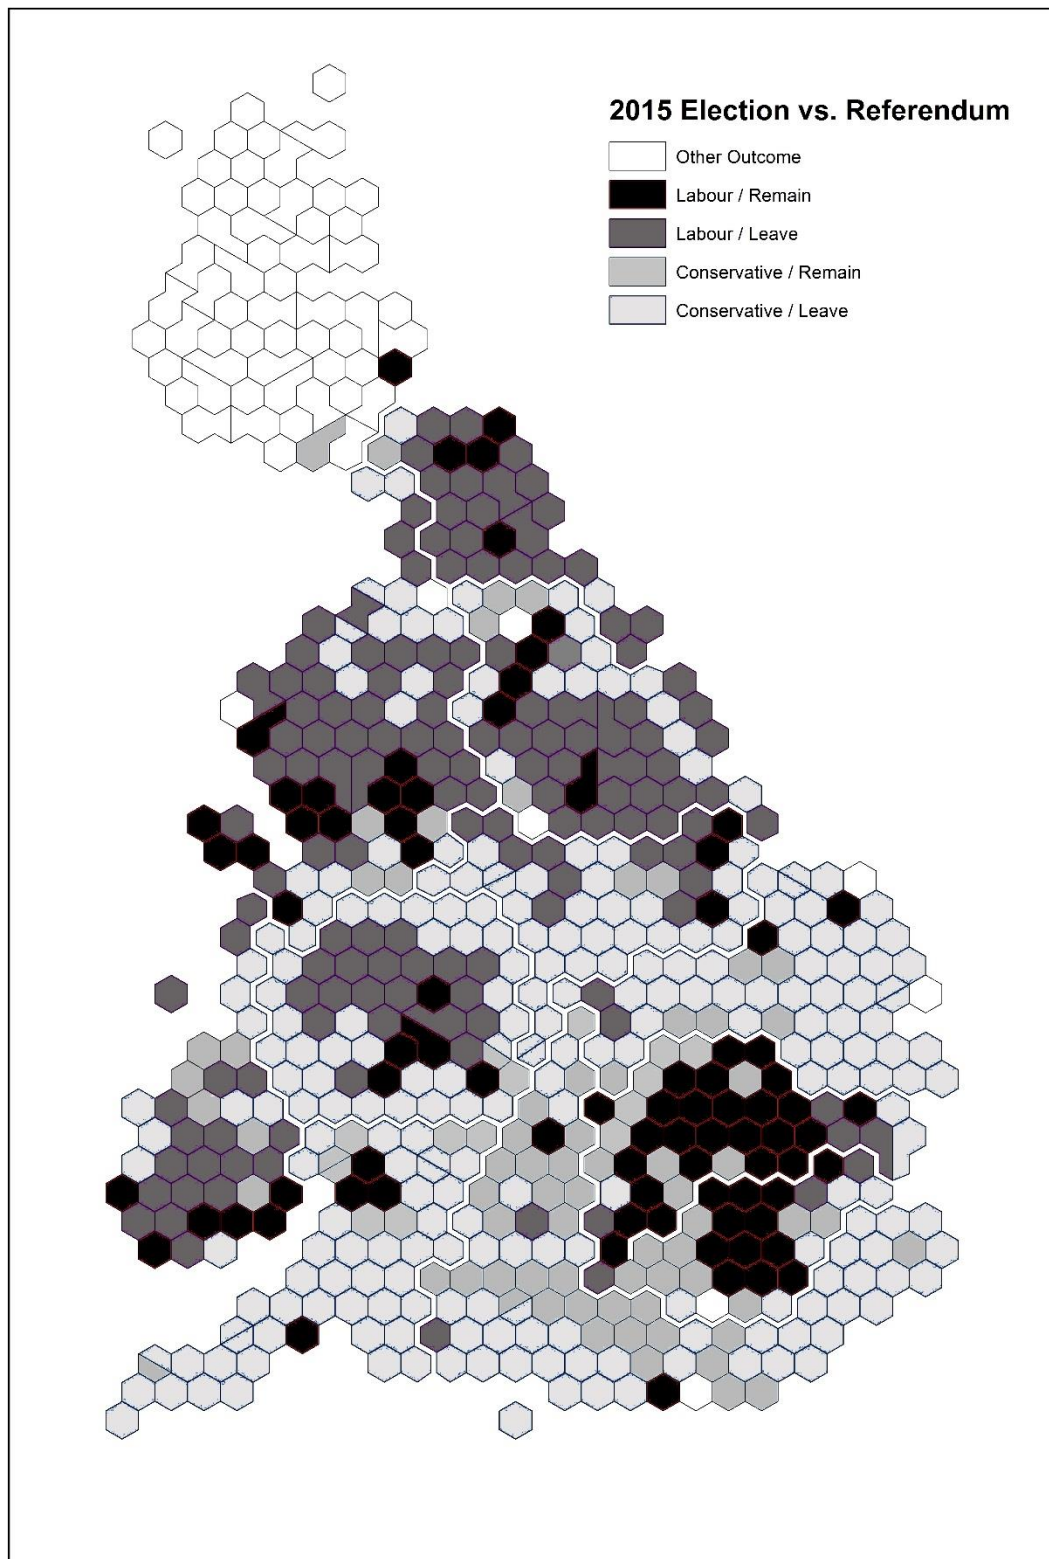 2015 Election vs. Referendum
Other Outcome
Labour / Remain
Labour / Leave
Conservative / Remain
Conservative / Leave